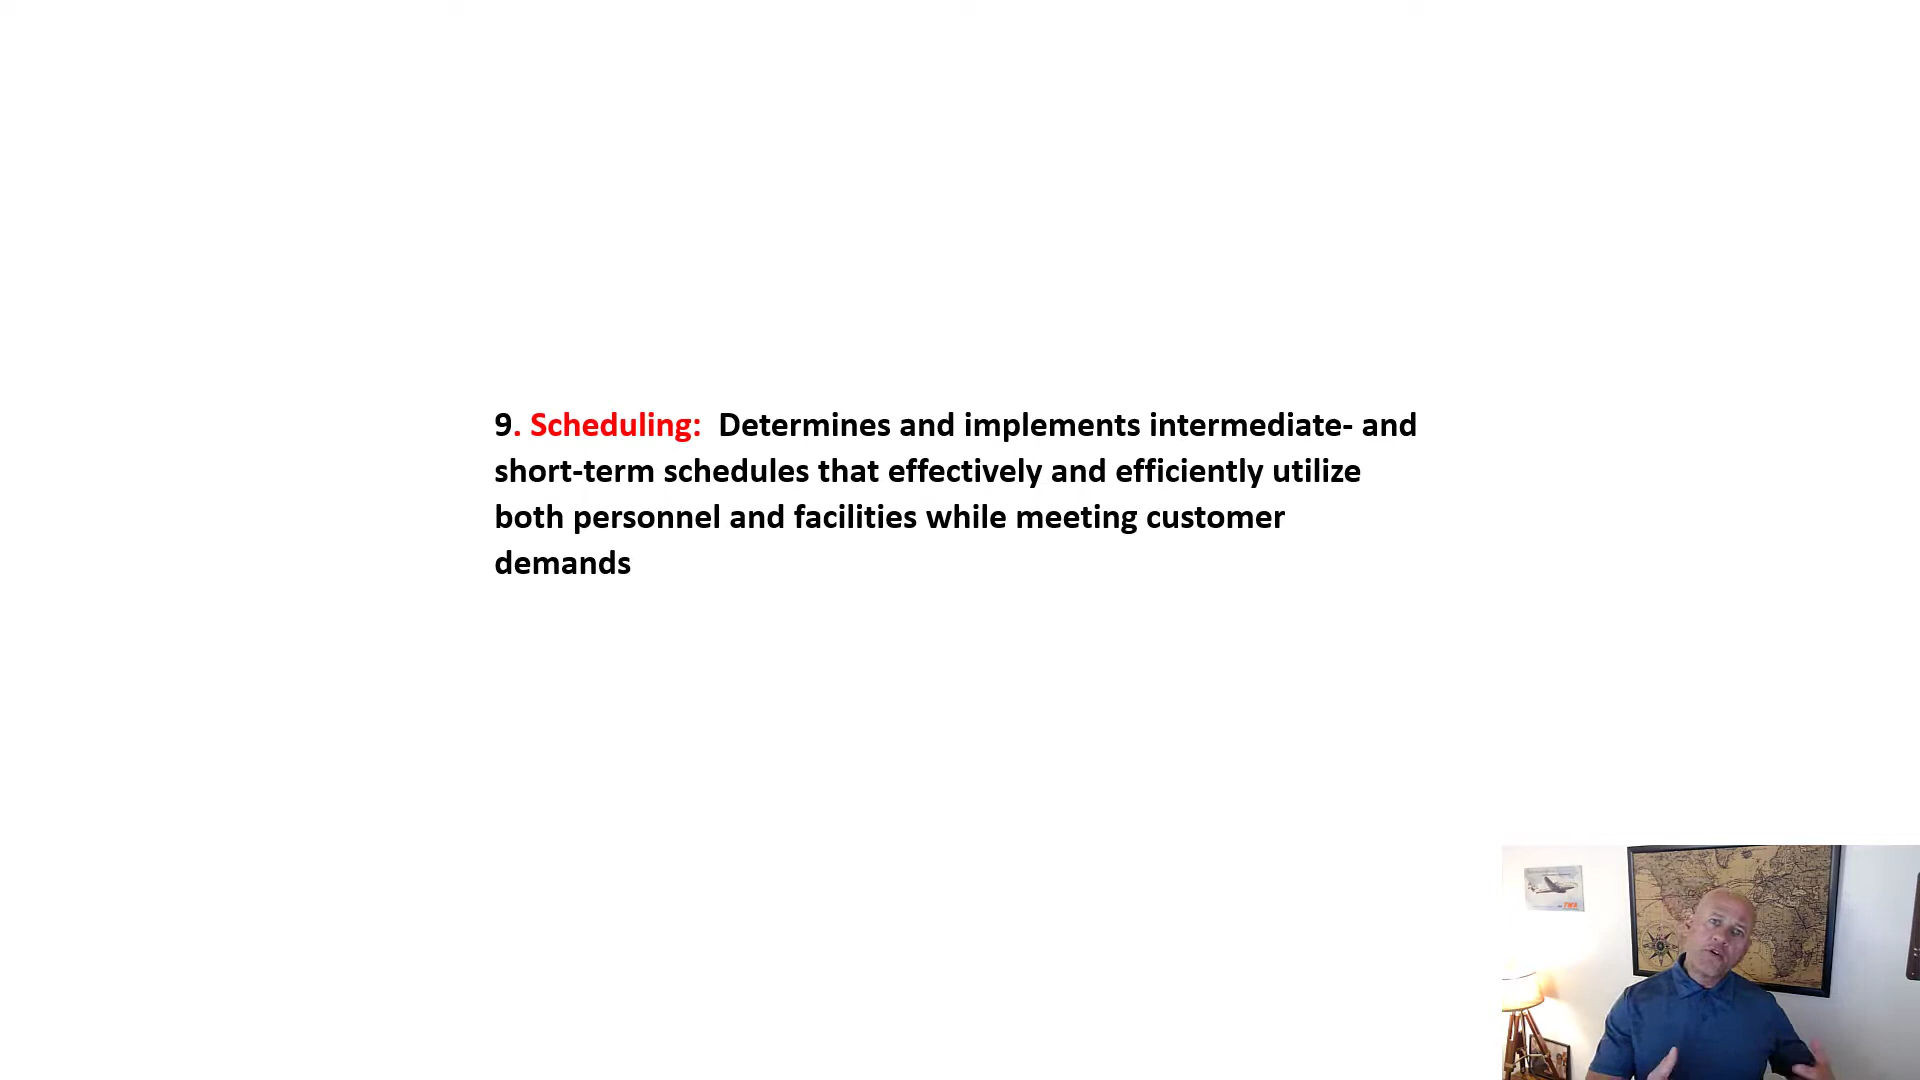 9. Scheduling: Determines and implements intermediate- and
short-term schedules that effectively and efficiently utilize
both personnel and facilities while meeting customer
demands